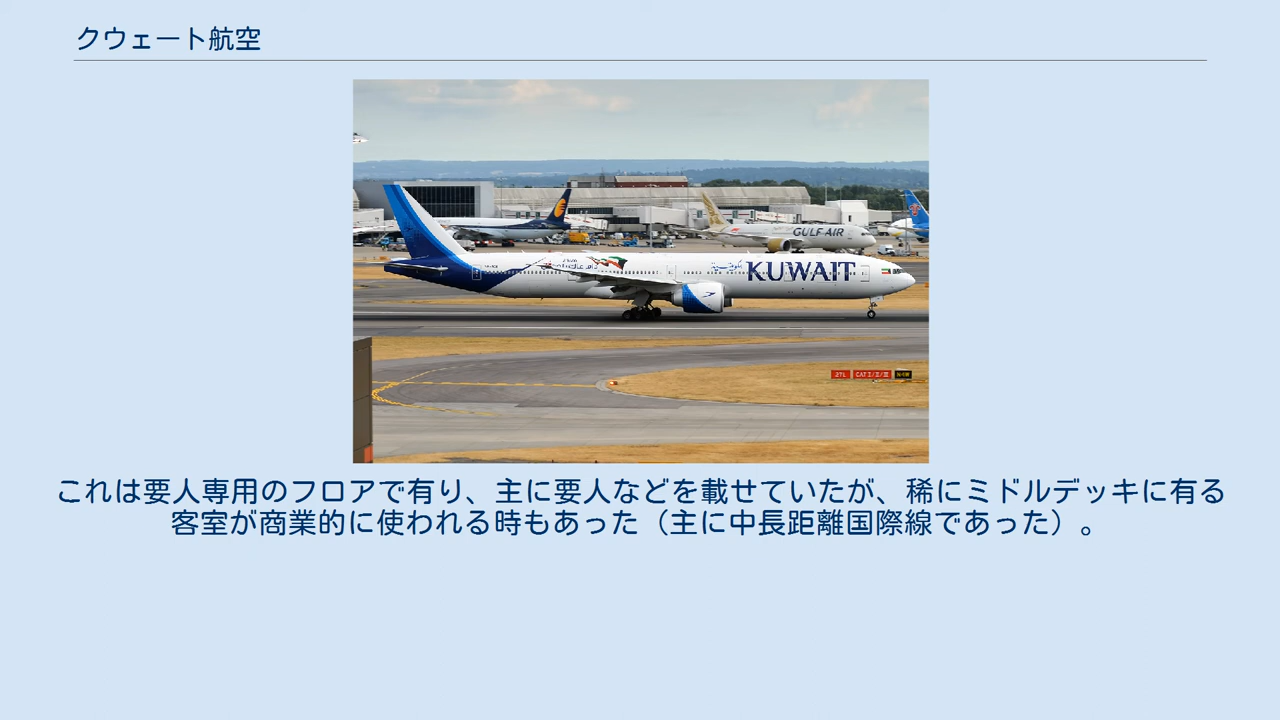 クウェート航空
GULF AIR
KUWAIT
27L CAT I/II/III
これは要人専用のフロアで有り、主に要人などを載せていたが、稀にミドルデッキに有る
客室が商業的に使われる時もあった（主に中長距離国際線であった）。